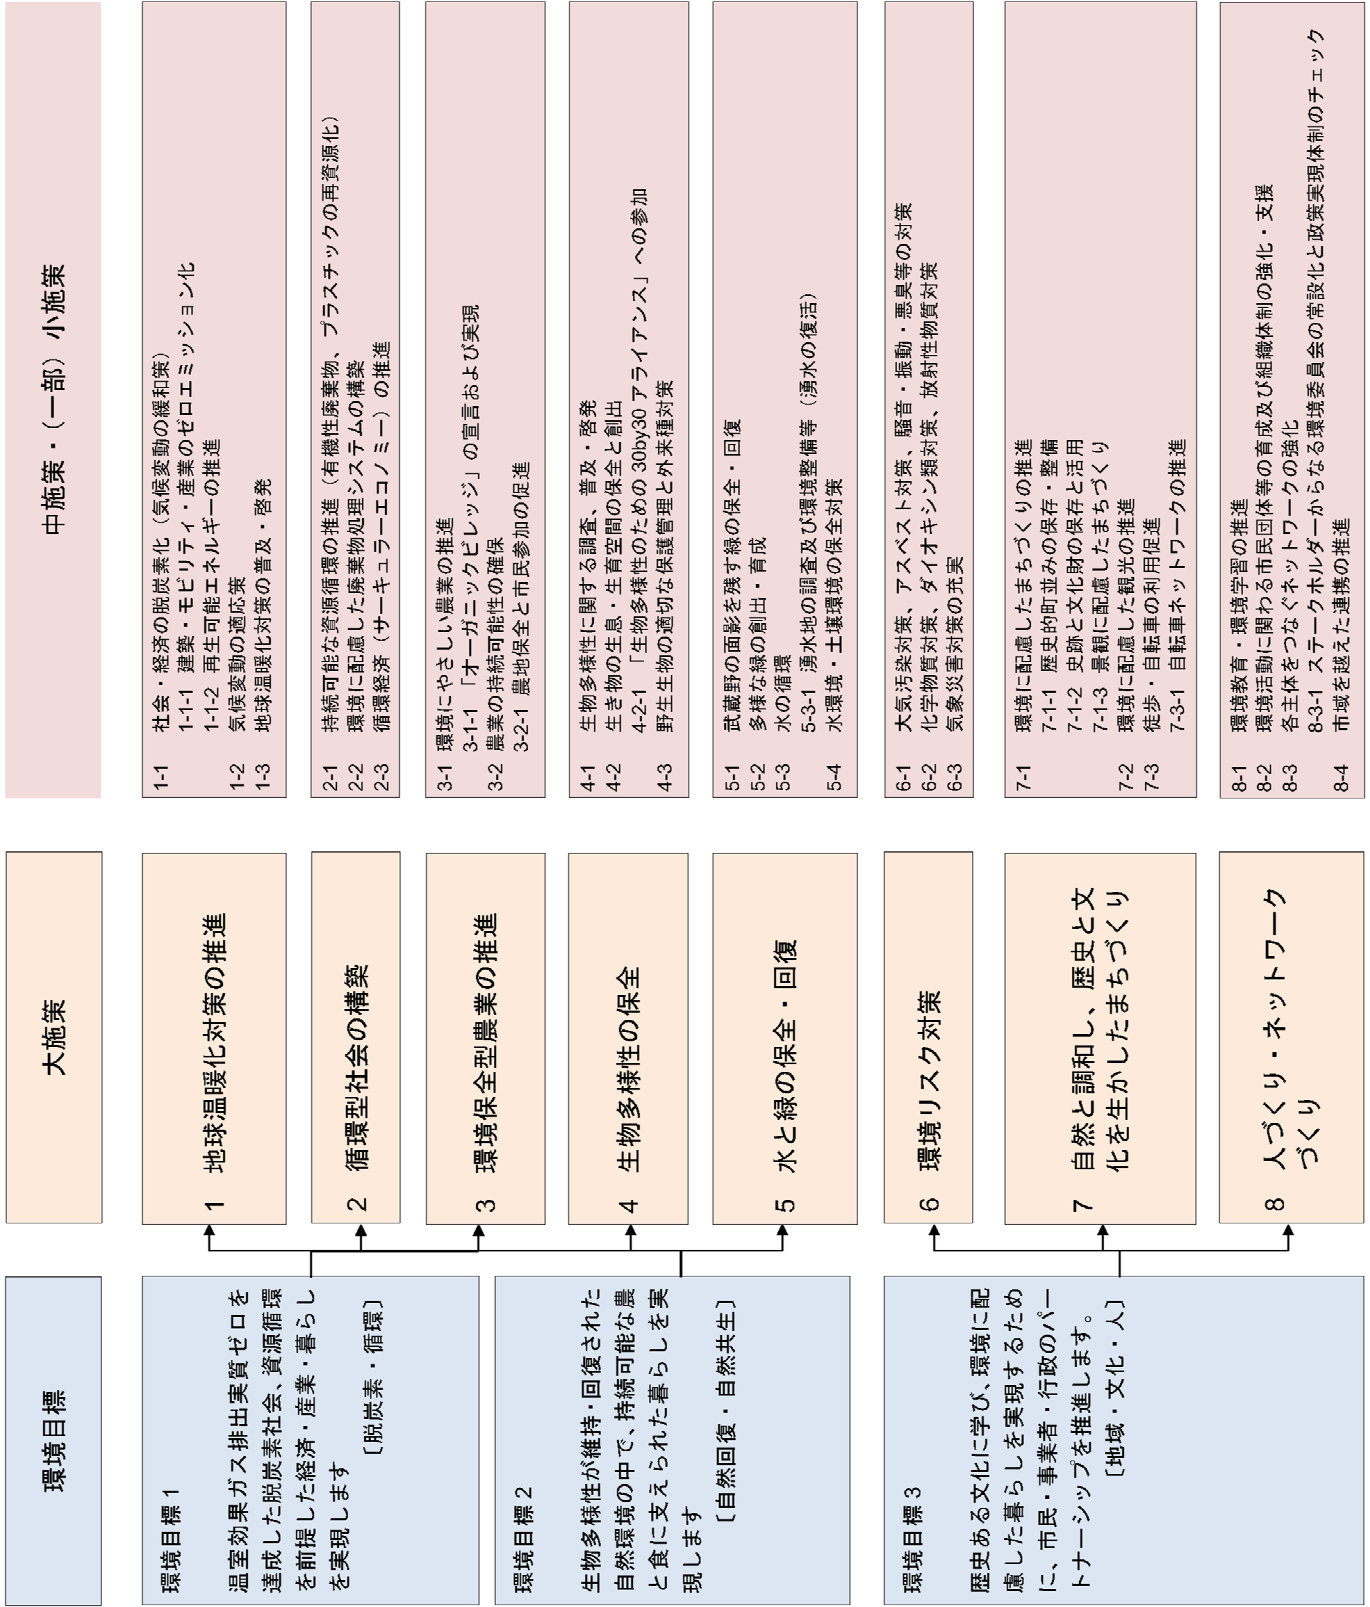 環境目標
大施策
中施策・（一部）小施策
環境目標１
温室効果ガス排出実質ゼロを
達成した脱炭素社会、資源循環
を前提した経済・産業・暮らし
を実現します
〔脱炭素・循環〕
環境目標２
生物多様性が維持・回復された
自然環境の中で、持続可能な農
と食に支えられた暮らしを実
現します
〔自然回復・自然共生〕
環境目標３
歴史ある文化に学び、環境に配
慮した暮らしを実現するため
に、市民・事業者・行政のパー
トナーシップを推進します。
〔地域・文化・人〕
1 地球温暖化対策の推進
2 循環型社会の構築
3 環境保全型農業の推進
4 生物多様性の保全
5 水と緑の保全・回復
6 環境リスク対策
7 自然と調和し、歴史と文
化を生かしたまちづくり
8 人づくり・ネットワーク
づくり
1-1 社会・経済の脱炭素化（気候変動の緩和策）
1-1-1 建築・モビリティ・産業のゼロエミッション化
1-1-2 再生可能エネルギーの推進
1-2 気候変動の適応策
1-3 地球温暖化対策の普及・啓発
2-1 持続可能な資源循環の推進（有機性廃棄物、プラスチックの再資源化）
2-2 環境に配慮した廃棄物処理システムの構築
2-3 循環経済（サーキュラーエコノミー）の推進
3-1 環境にやさしい農業の推進
3-1-1 「オーガニックビレッジ」の宣言および実現
3-2 農業の持続可能性の確保
3-2-1 農地保全と市民参加の促進
4-1 生物多様性に関する調査、普及・啓発
4-2 生き物の生息・生育空間の保全と創出
4-2-1 「生物多様性のための 30by30 アライアンス」への参加
4-3 野生生物の適切な保護管理と外来種対策
5-1 武蔵野の面影を残す緑の保全・回復
5-2 多様な緑の創出・育成
5-3 水の循環
5-3-1 湧水地の調査及び環境整備等（湧水の復活）
5-4 水環境・土壌環境の保全対策
6-1 大気汚染対策、アスベスト対策、騒音・振動・悪臭等の対策
6-2 化学物質対策、ダイオキシン類対策、放射性物質対策
6-3 気象災害対策の充実
7-1 環境に配慮したまちづくりの推進
7-1-1 歴史的町並みの保存・整備
7-1-2 史跡と文化財の保存と活用
7-1-3 景観に配慮したまちづくり
7-2 環境に配慮した観光の推進
7-3 徒歩・自転車の利用促進
7-3-1 自転車ネットワークの推進
8-1 環境教育・環境学習の推進
8-2 環境活動に関わる市民団体等の育成及び組織体制の強化・支援
8-3 各主体をつなぐネットワークの強化
8-3-1 ステークホルダーからなる環境委員会の常設化と政策実現体制のチェック
8-4 市域を越えた連携の推進